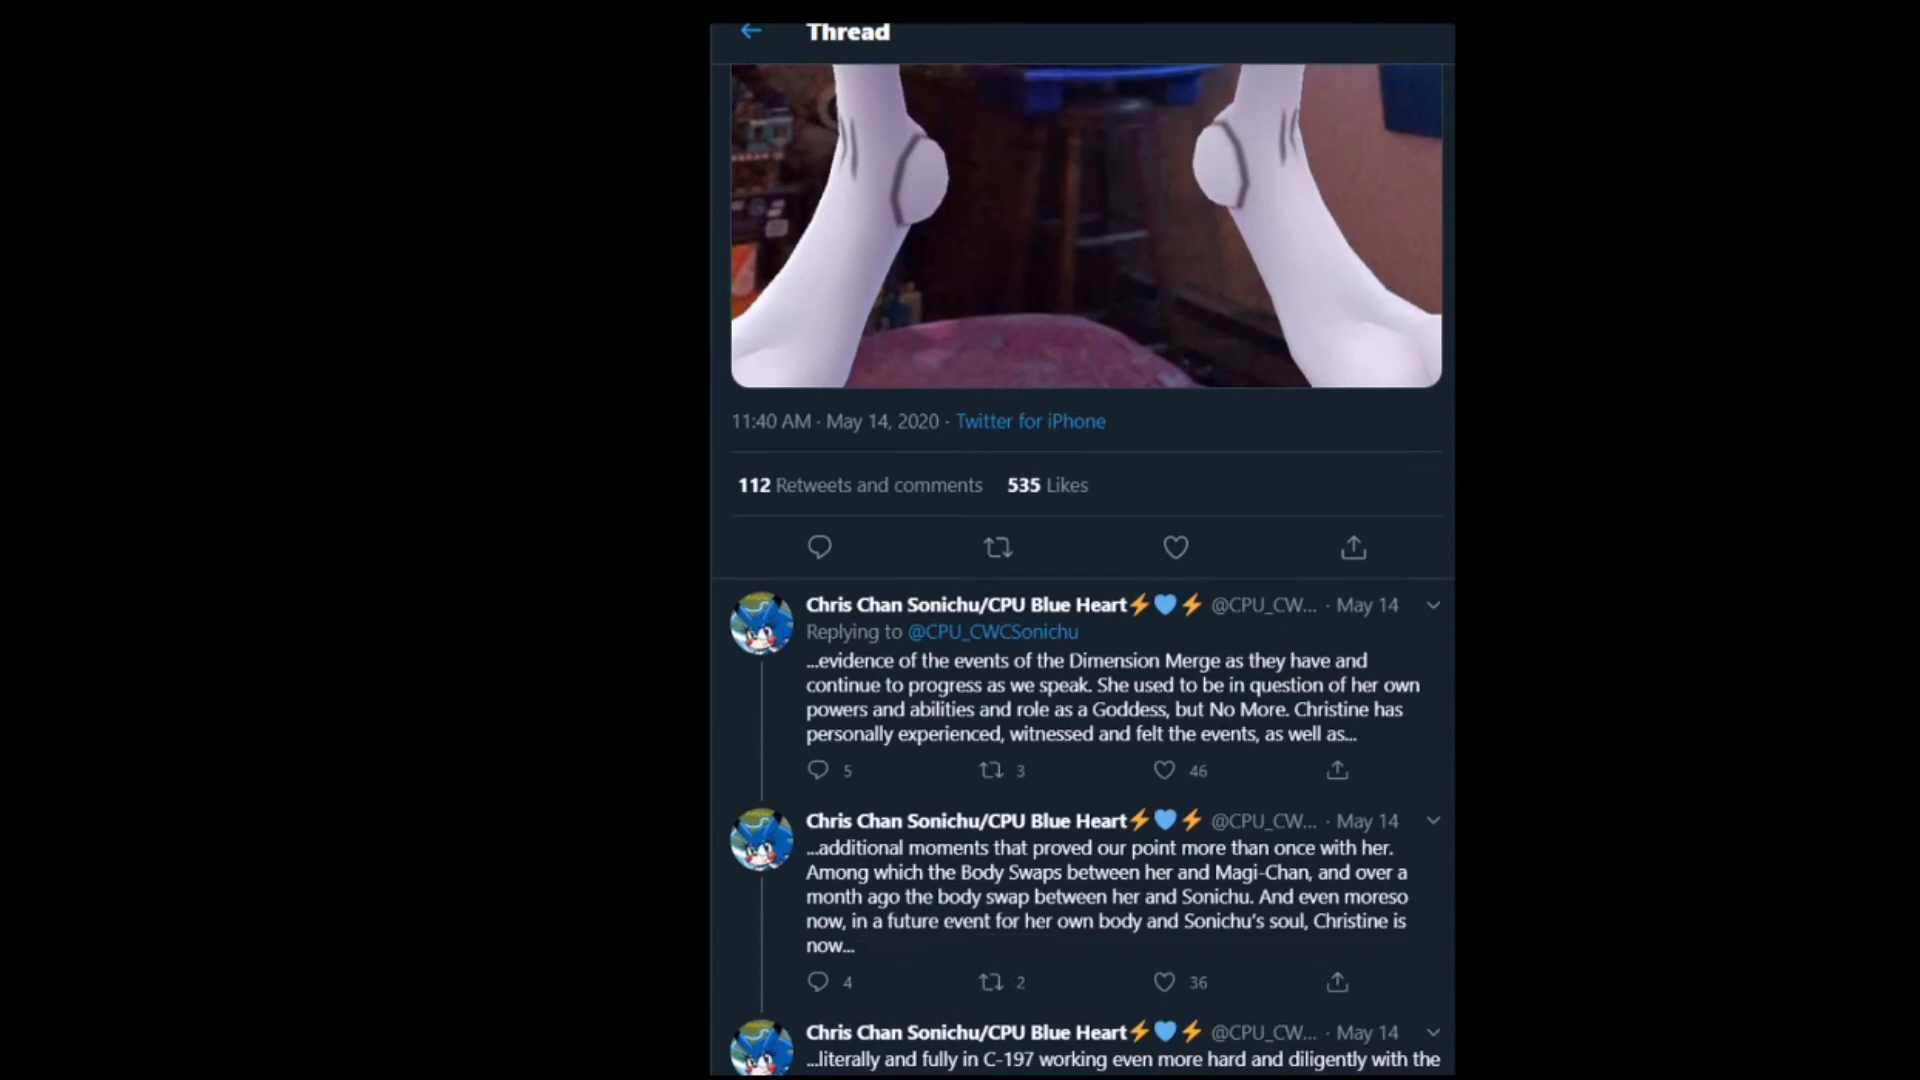 Thread
11:40 AM · May 14, 2020 · Twitter for iPhone
112 Retweets and comments 535 Likes
Chris Chan Sonichu/CPU Blue Heart⚡💙⚡ @CPU_CW... · May 14
Replying to @CPU_CWCSonichu
...evidence of the events of the Dimension Merge as they have and
continue to progress as we speak. She used to be in question of her own
powers and abilities and role as a Goddess, but No More. Christine has
personally experienced, witnessed and felt the events, as well as...
5 3 46
Chris Chan Sonichu/CPU Blue Heart⚡💙⚡ @CPU_CW... · May 14
...additional moments that proved our point more than once with her.
Among which the Body Swaps between her and Magi-Chan, and over a
month ago the body swap between her and Sonichu. And even moreso
now, in a future event for her own body and Sonichu's soul, Christine is
now...
4 2 36
Chris Chan Sonichu/CPU Blue Heart⚡💙⚡ @CPU_CW... · May 14
...literally and fully in C-197 working even more hard and diligently with the